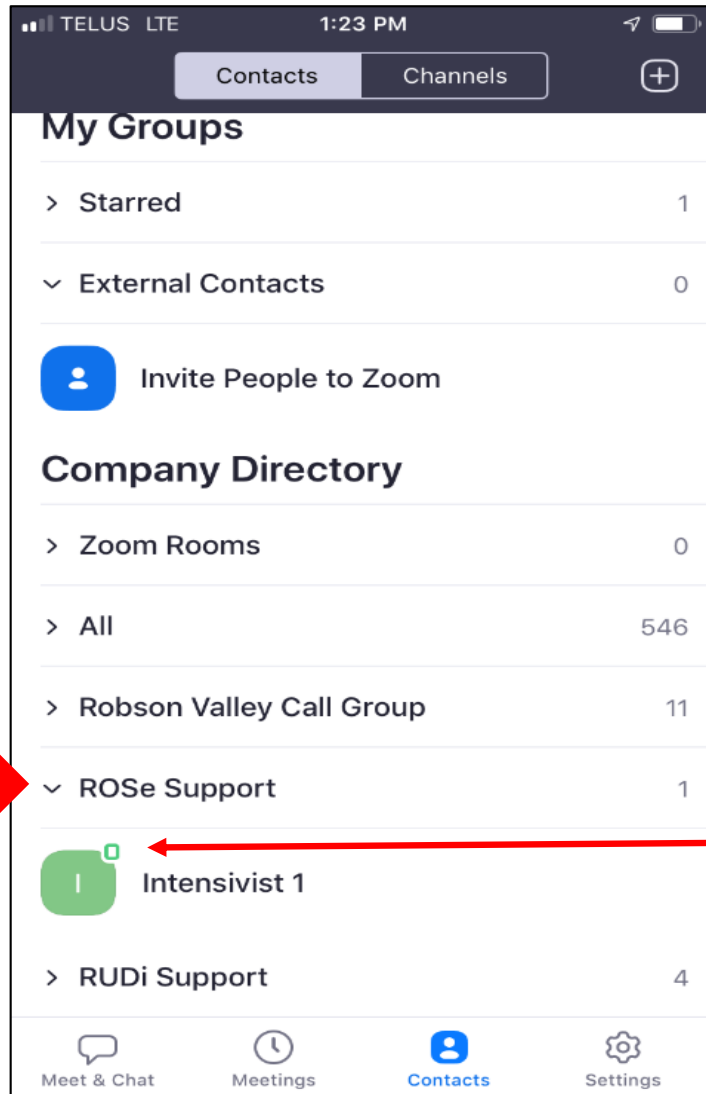 TELUS LTE 1:23 PM
Contacts Channels
My Groups
Starred 1
External Contacts 0
Invite People to Zoom
Company Directory
Zoom Rooms 0
All 546
Robson Valley Call Group 11
ROSe Support 1
I Intensivist 1
RUDi Support 4
Meet & Chat Meetings Contacts Settings